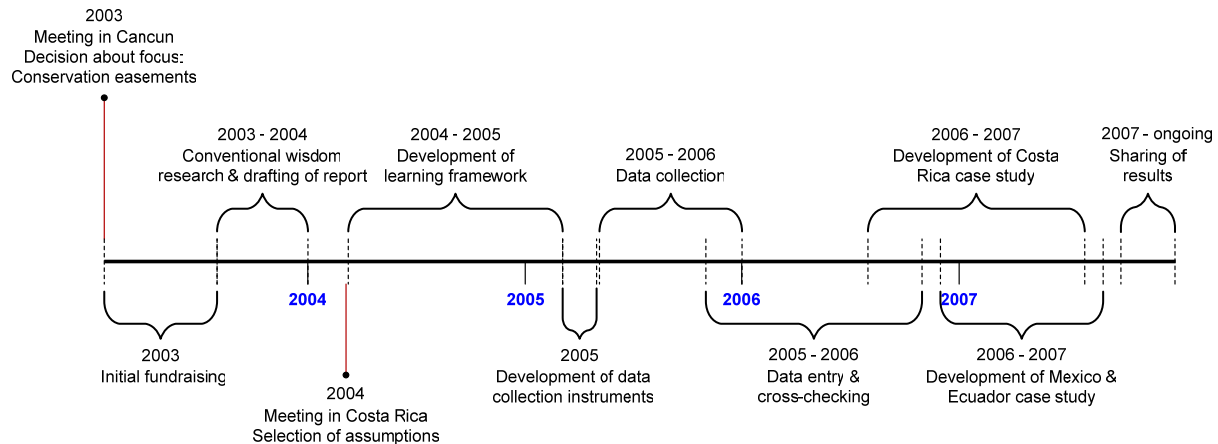 2003
Meeting in Cancun
Decision about focus:
Conservation easements
2003 - 2004
Conventional wisdom
research & drafting of report
2004 - 2005
Development of
learning framework
2005 - 2006
Data collection
2006 - 2007
Development of Costa
Rica case study
2007 - ongoing
Sharing of
results
2004
2005
2006
2007
2003
Initial fundraising
2004
Meeting in Costa Rica
Selection of assumptions
2005
Development of data
collection instruments
2005 - 2006
Data entry &
cross-checking
2006 - 2007
Development of Mexico &
Ecuador case study